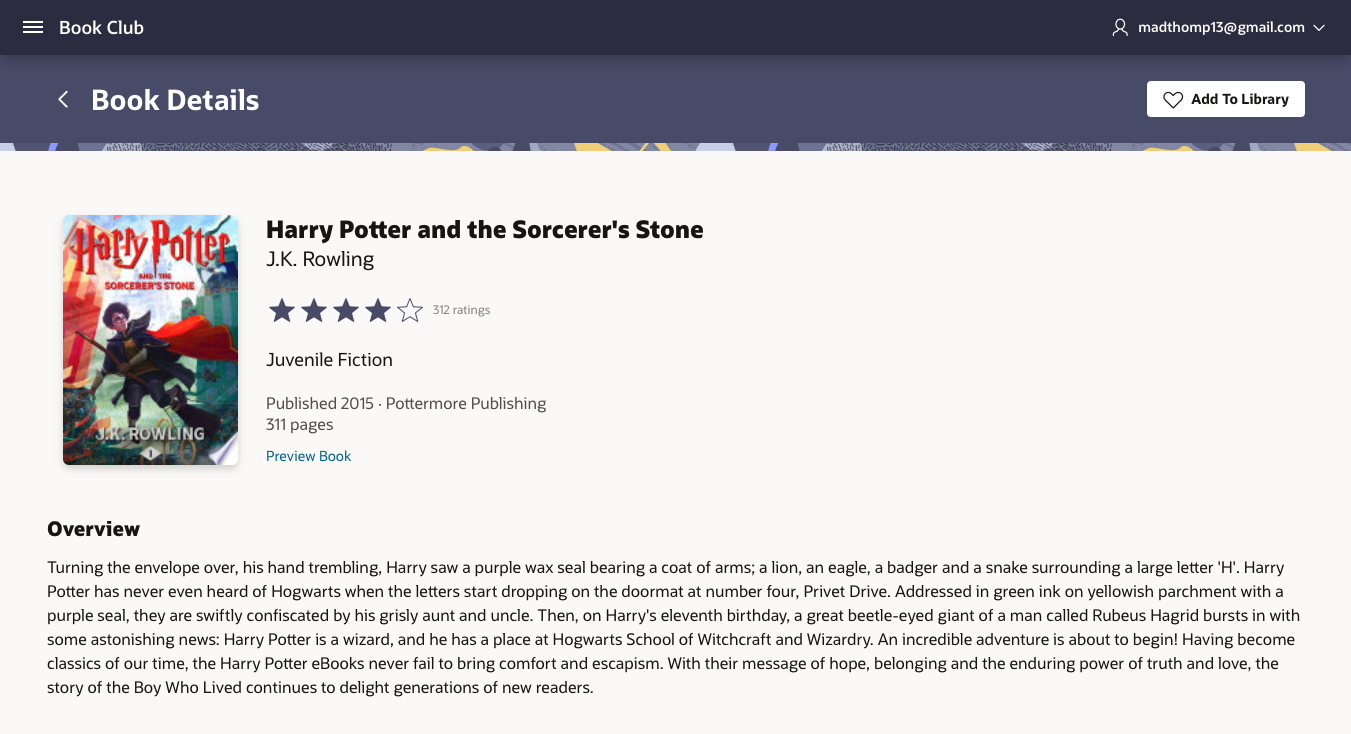 Book Club
madthomp13@gmail.com
Book Details
Add To Library
Harry Potter
AND THE
SORCERER'S STONE
J.K. ROWLING
1
Harry Potter and the Sorcerer's Stone
J.K. Rowling
312 ratings
Juvenile Fiction
Published 2015 · Pottermore Publishing
311 pages
Preview Book
Overview
Turning the envelope over, his hand trembling, Harry saw a purple wax seal bearing a coat of arms; a lion, an eagle, a badger and a snake surrounding a large letter 'H'. Harry
Potter has never even heard of Hogwarts when the letters start dropping on the doormat at number four, Privet Drive. Addressed in green ink on yellowish parchment with a
purple seal, they are swiftly confiscated by his grisly aunt and uncle. Then, on Harry's eleventh birthday, a great beetle-eyed giant of a man called Rubeus Hagrid bursts in with
some astonishing news: Harry Potter is a wizard, and he has a place at Hogwarts School of Witchcraft and Wizardry. An incredible adventure is about to begin! Having become
classics of our time, the Harry Potter eBooks never fail to bring comfort and escapism. With their message of hope, belonging and the enduring power of truth and love, the
story of the Boy Who Lived continues to delight generations of new readers.